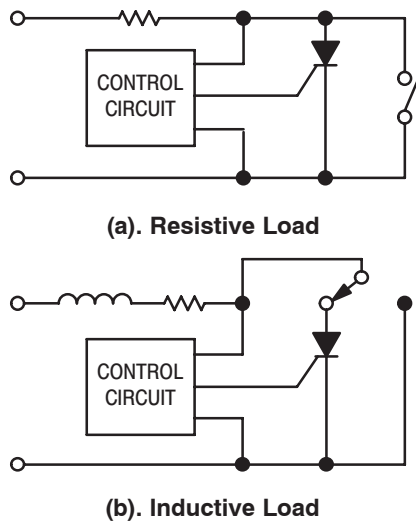 CONTROL
CIRCUIT
(a). Resistive Load
CONTROL
CIRCUIT
(b). Inductive Load